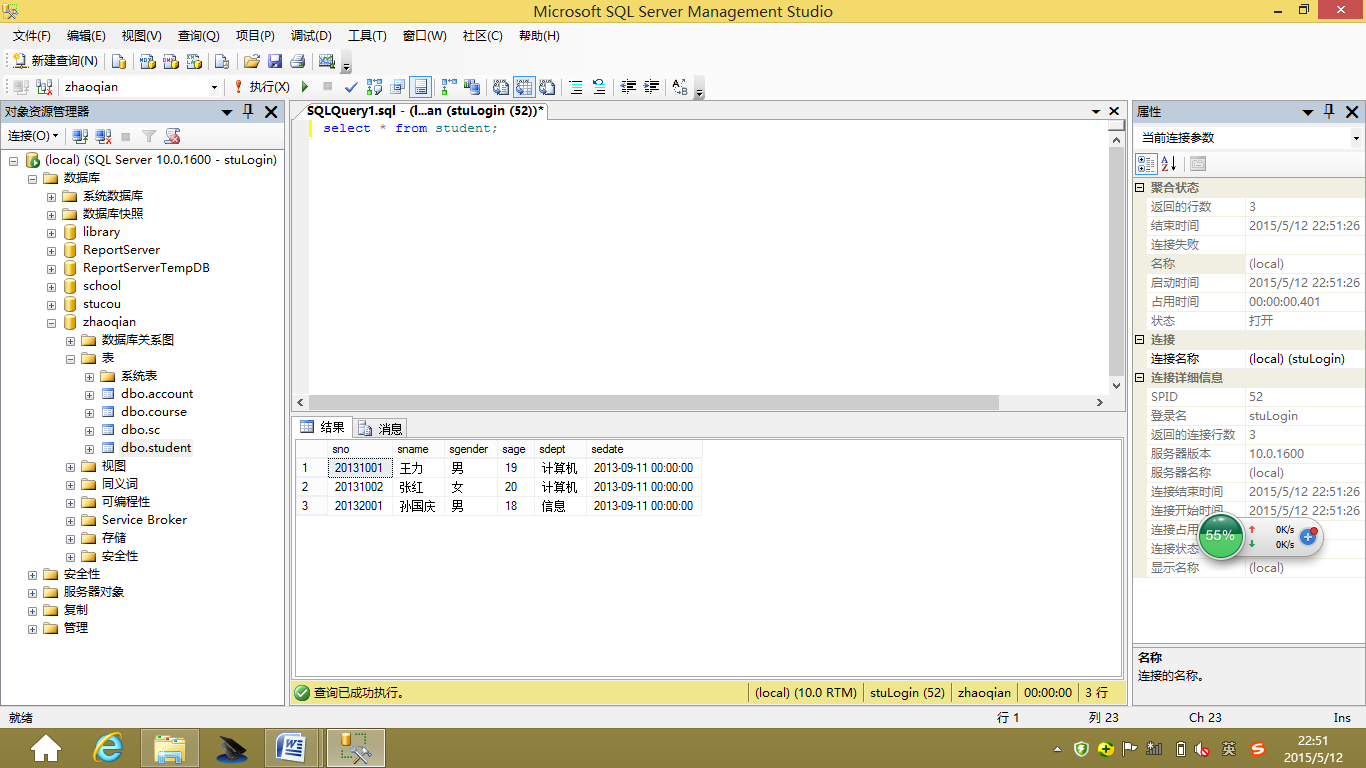 Microsoft SQL Server Management Studio
文件(F) 编辑(E) 视图(V) 查询(Q) 项目(P) 调试(D) 工具(T) 窗口(W) 社区(C) 帮助(H)
新建查询(N)
zhaoqian 执行(X)
对象资源管理器
连接(O)
(local) (SQL Server 10.0.1600 - stuLogin)
数据库
系统数据库
数据库快照
library
ReportServer
ReportServerTempDB
school
stucou
zhaoqian
数据库关系图
表
系统表
dbo.account
dbo.course
dbo.sc
dbo.student
视图
同义词
可编程性
Service Broker
存储
安全性
安全性
服务器对象
复制
管理
SQLQuery1.sql - (l...an (stuLogin (52))*
select * from student;
结果 消息
sno sname sgender sage sdept sedate
1 20131001 王力 男 19 计算机 2013-09-11 00:00:00
2 20131002 张红 女 20 计算机 2013-09-11 00:00:00
3 20132001 孙国庆 男 18 信息 2013-09-11 00:00:00
查询已成功执行。 (local) (10.0 RTM) stuLogin (52) zhaoqian 00:00:00 3 行
属性
当前连接参数
聚合状态
返回的行数 3
结束时间 2015/5/12 22:51:26
连接失败
名称 (local)
启动时间 2015/5/12 22:51:26
占用时间 00:00:00.401
状态 打开
连接
连接名称 (local) (stuLogin)
连接详细信息
SPID 52
登录名 stuLogin
返回的连接行数 3
服务器版本 10.0.1600
服务器名称 (local)
连接结束时间 2015/5/12 22:51:26
连接开始时间 2015/5/12 22:51:26
连接占用
连接状态
显示名称 (local)
55% 0K/s
0K/s
名称
连接的名称。
就绪 行 1 列 23 Ch 23 Ins
英 22:51
2015/5/12